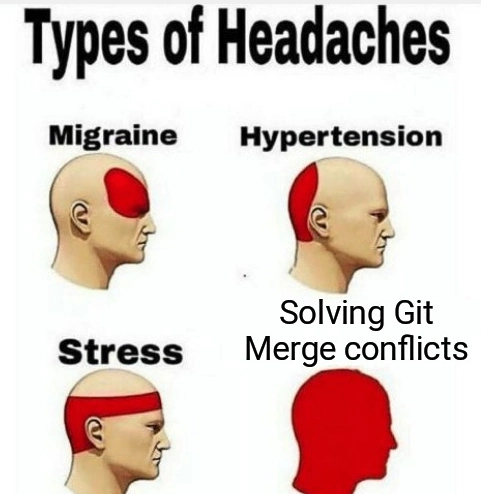 Types of Headaches
Migraine
Hypertension
Stress
Solving Git
Merge conflicts